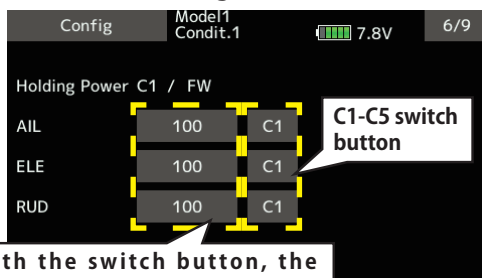 Config
Model1
Condit.1
7.8V
6/9
Holding Power C1 / FW
AIL 100 C1
ELE 100 C1
RUD 100 C1
C1-C5 switch
button
th the switch button, the